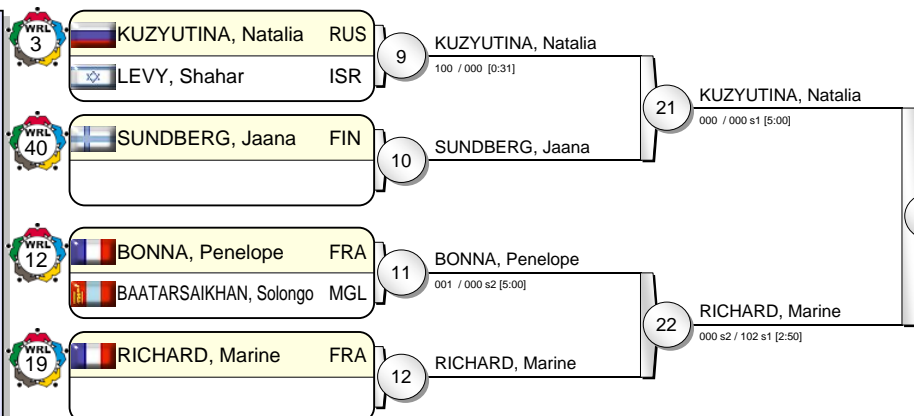 WRL
3
KUZYUTINA, Natalia RUS
LEVY, Shahar ISR
9
KUZYUTINA, Natalia
100 / 000 [0:31]
WRL
40
SUNDBERG, Jaana FIN
10
SUNDBERG, Jaana
21
KUZYUTINA, Natalia
000 / 000 s1 [5:00]
WRL
12
BONNA, Penelope FRA
BAATARSAIKHAN, Solongo MGL
11
BONNA, Penelope
001 / 000 s2 [5:00]
WRL
19
RICHARD, Marine FRA
12
RICHARD, Marine
22
RICHARD, Marine
000 s2 / 102 s1 [2:50]